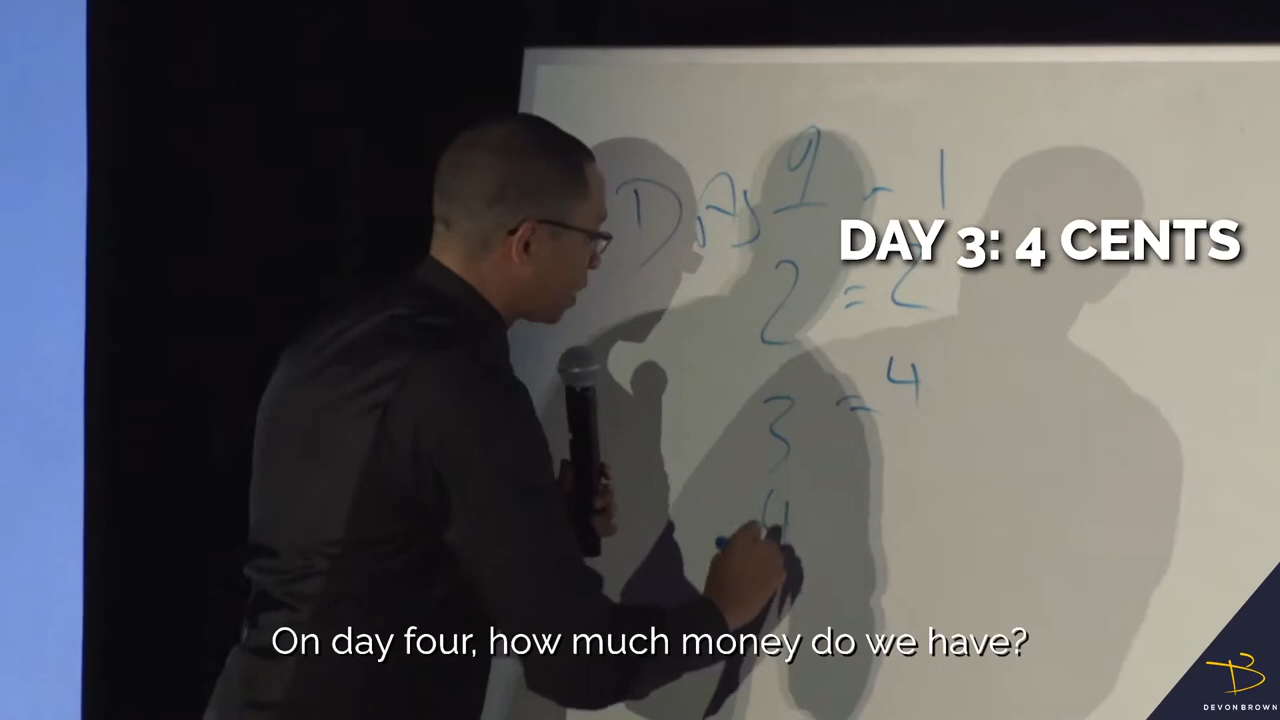 DAY 1 - 1
DAY 3: 4 CENTS
2 = 2
3 = 4
4
On day four, how much money do we have?
DEVON BROWN